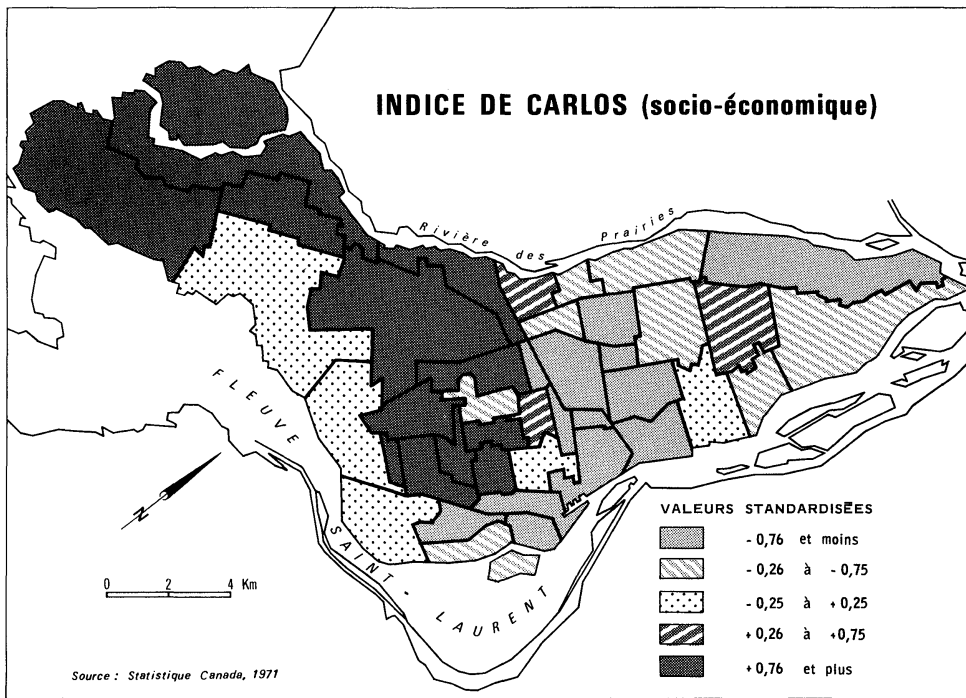 INDICE DE CARLOS (socio-économique)
Rivière des Prairies
FLEUVE SAINT-LAURENT
N
0 2 4 Km
VALEURS STANDARDISÉES
- 0,76 et moins
- 0,26 à - 0,75
- 0,25 à + 0,25
+ 0,26 à + 0,75
+ 0,76 et plus
Source : Statistique Canada, 1971